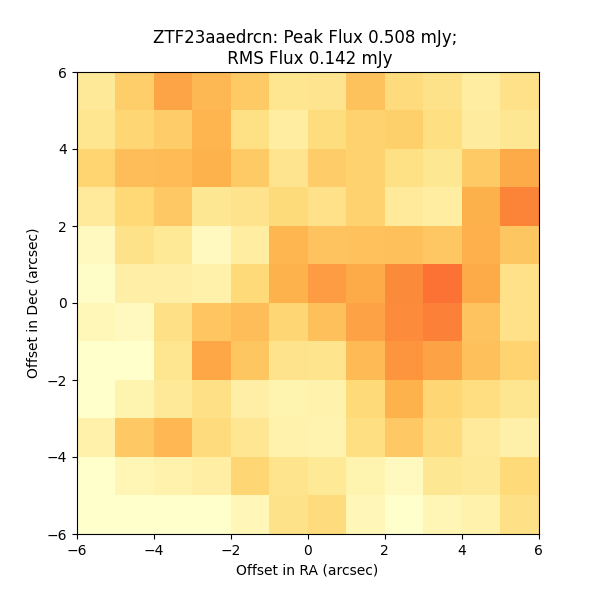 ZTF23aaedrcn: Peak Flux 0.508 mJy;
RMS Flux 0.142 mJy
6
4
2
0
−2
−4
−6
Offset in Dec (arcsec)
−6 −4 −2 0 2 4 6
Offset in RA (arcsec)